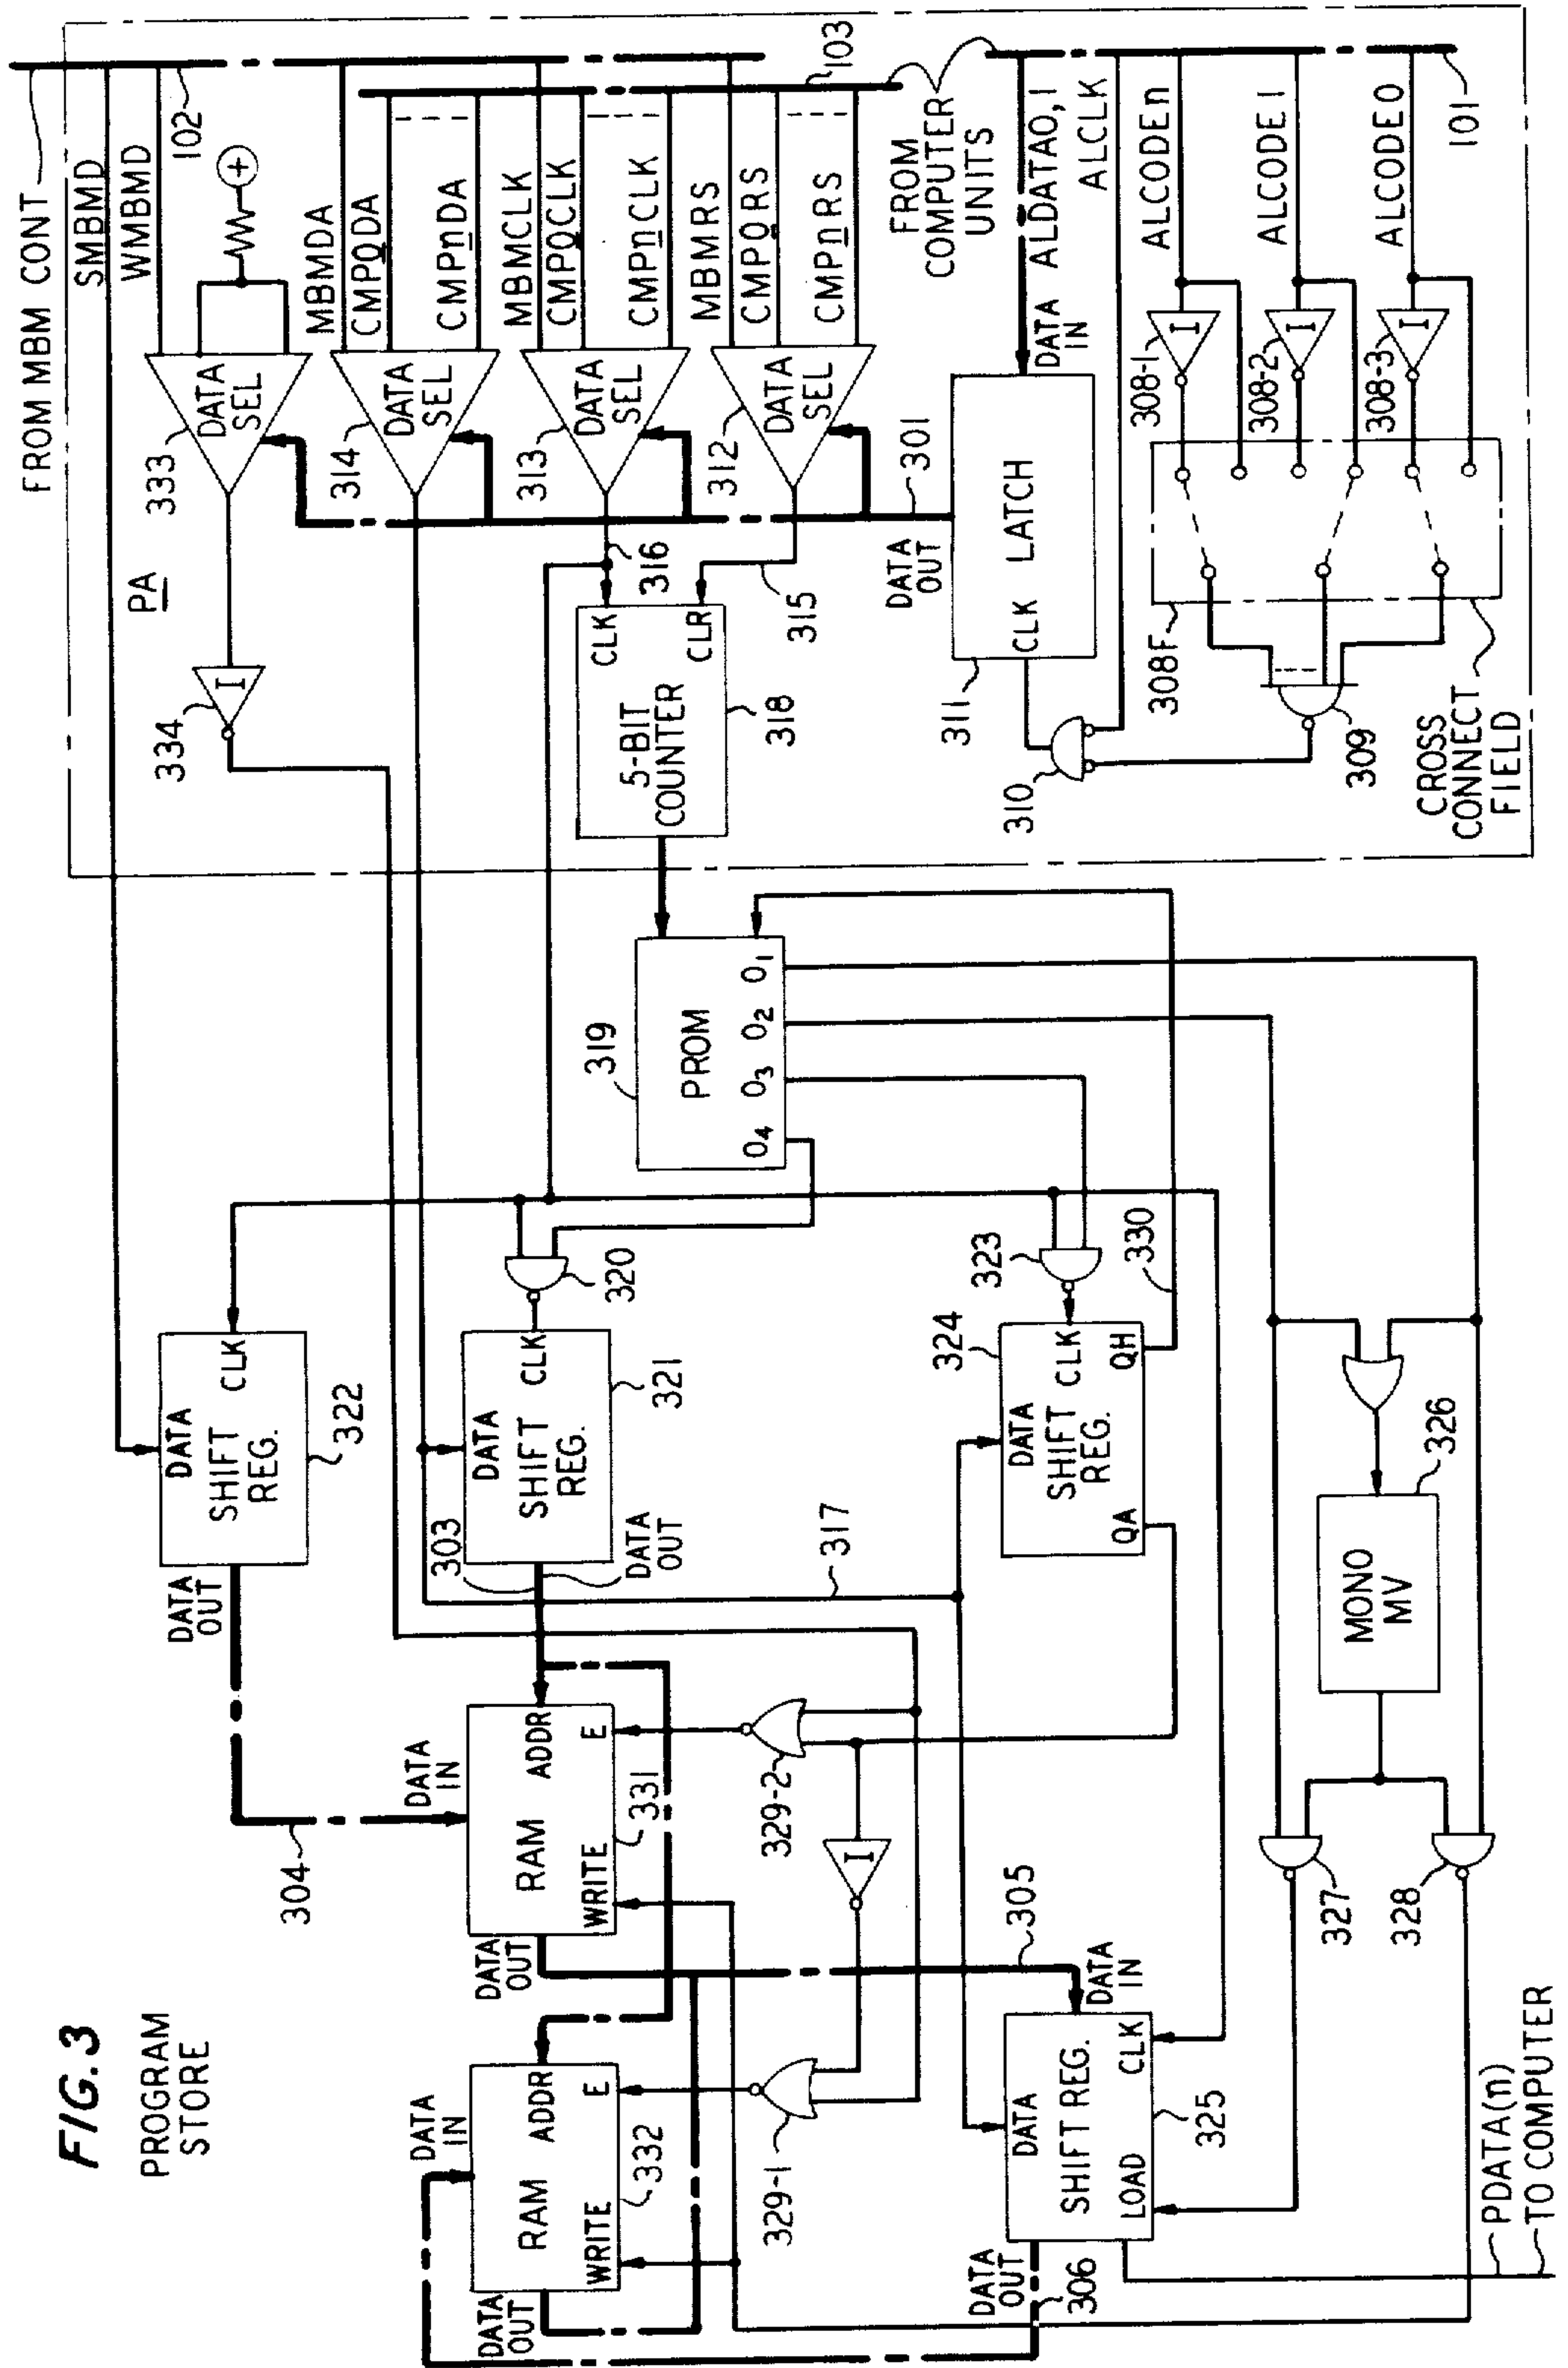 FIG.3
PROGRAM
STORE
FROM MBM CONT
SMBMD
WMBMD
102
333
DATA
SEL
+
PA
334
I
MBMDA
CMP0DA
CMPnDA
314
DATA
SEL
MBMCLK
CMP0CLK
CMPnCLK
313
DATA
SEL
MBMRS
CMP0RS
CMPnRS
312
DATA
SEL
103
FROM
COMPUTER
UNITS
301
316
315
CLK
CLR
5-BIT
COUNTER
318
DATA
OUT
DATA
IN
ALDATA0,1
ALCLK
LATCH
CLK
311
310
309
ALCODEn
ALCODE1
ALCODE0
101
I
308-1
I
308-2
I
308-3
308F
CROSS
CONNECT
FIELD
319
PROM
O4
O3
O2
O1
DATA
CLK
SHIFT
REG.
322
DATA
OUT
304
320
DATA
CLK
SHIFT
REG.
321
303
DATA
OUT
317
323
330
324
DATA
CLK
SHIFT
REG.
QA
QH
326
MONO
MV
327
328
DATA
IN
RAM
ADDR
E
WRITE
331
DATA
OUT
329-2
I
305
DATA
IN
RAM
ADDR
E
WRITE
332
DATA
OUT
329-1
DATA
IN
DATA
SHIFT REG.
CLK
LOAD
325
DATA
OUT
306
PDATA(n)
TO COMPUTER